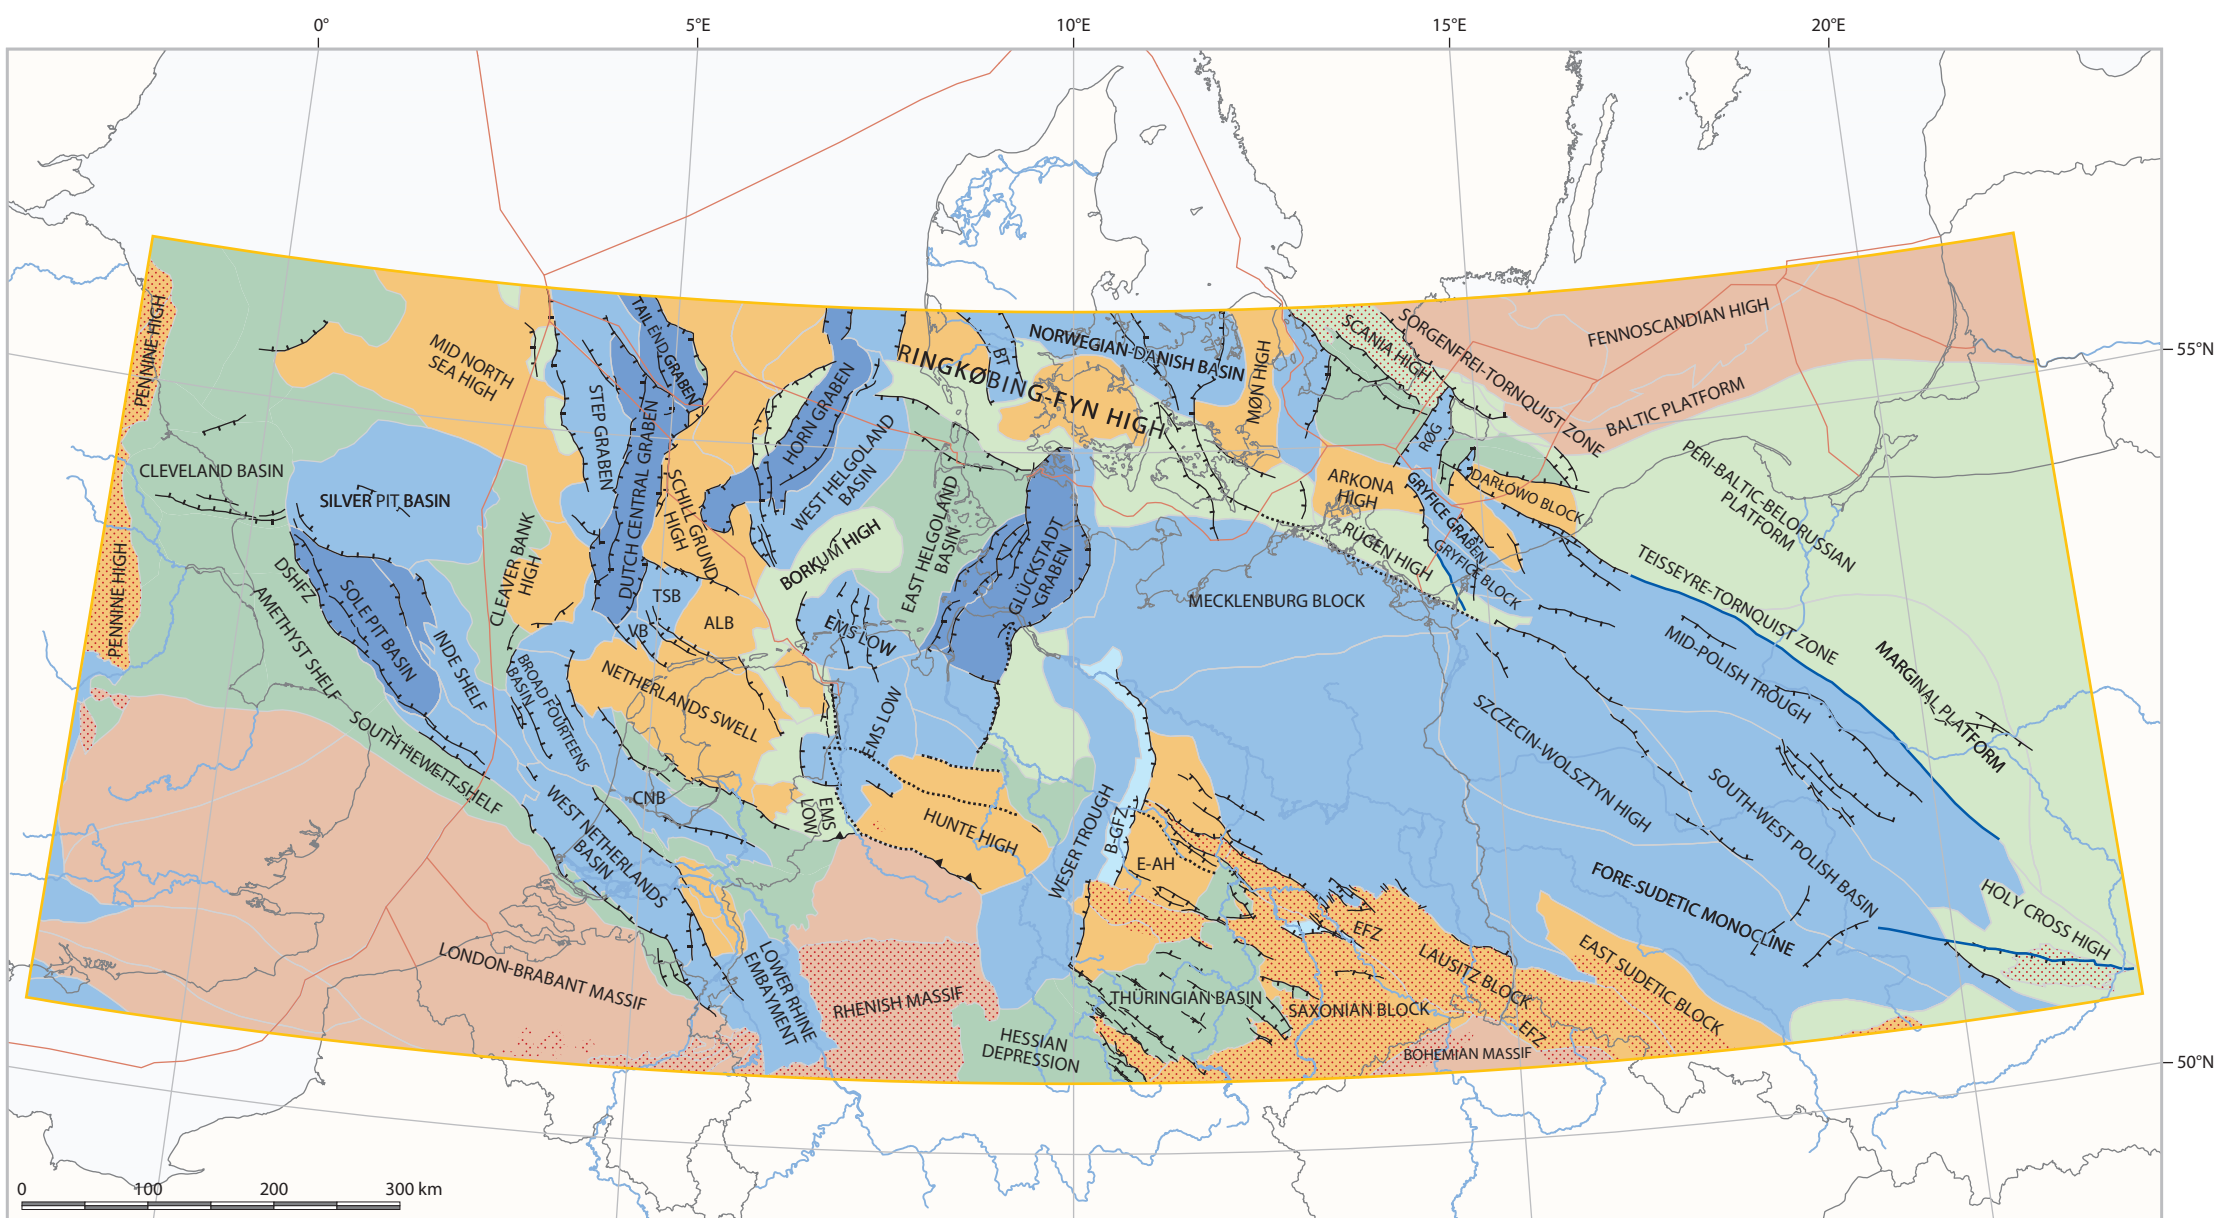 0°
5°E
10°E
15°E
20°E
55°N
50°N
PENNINE HIGH
MID NORTH
SEA HIGH
TAIL END GRABEN
STEP GRABEN
DUTCH CENTRAL GRABEN
SCHILL GRUND
HIGH
HORN GRABEN
WEST HELGOLAND
BASIN
RINGKØBING-FYN HIGH
BT
NORWEGIAN-DANISH BASIN
MØN HIGH
SCANIA HIGH
SORGENFREI-TORNQUIST ZONE
FENNOSCANDIAN HIGH
BALTIC PLATFORM
PERI-BALTIC-BELORUSSIAN
PLATFORM
RØG
ARKONA
HIGH
DARŁOWO BLOCK
GRYFICE GRABEN
GRYFICE BLOCK
RÜGEN HIGH
TEISSEYRE-TORNQUIST ZONE
CLEVELAND BASIN
SILVER PIT BASIN
PENNINE HIGH
CLEAVER BANK
HIGH
DSHFZ
SOLE PIT BASIN
AMETHYST SHELF
INDE SHELF
BORKUM HIGH
EAST HELGOLAND
BASIN
GLÜCKSTADT
GRABEN
MECKLENBURG BLOCK
TSB
VB
ALB
EMS LOW
BROAD FOURTEENS
BASIN
NETHERLANDS SWELL
EMS LOW
MID-POLISH TROUGH
MARGINAL PLATFORM
SOUTH HEWETT SHELF
SZCZECIN-WOLSZTYN HIGH
SOUTH-WEST POLISH BASIN
WEST NETHERLANDS
BASIN
CNB
EMS
LOW
HUNTE HIGH
WESER TROUGH
B-GFZ
E-AH
FORE-SUDETIC MONOCLINE
HOLY CROSS HIGH
LONDON-BRABANT MASSIF
LOWER RHINE
EMBAYMENT
RHENISH MASSIF
HESSIAN
DEPRESSION
THÜRINGIAN BASIN
EFZ
LAUSITZ BLOCK
SAXONIAN BLOCK
EAST SUDETIC BLOCK
EFZ
BOHEMIAN MASSIF
0
100
200
300 km